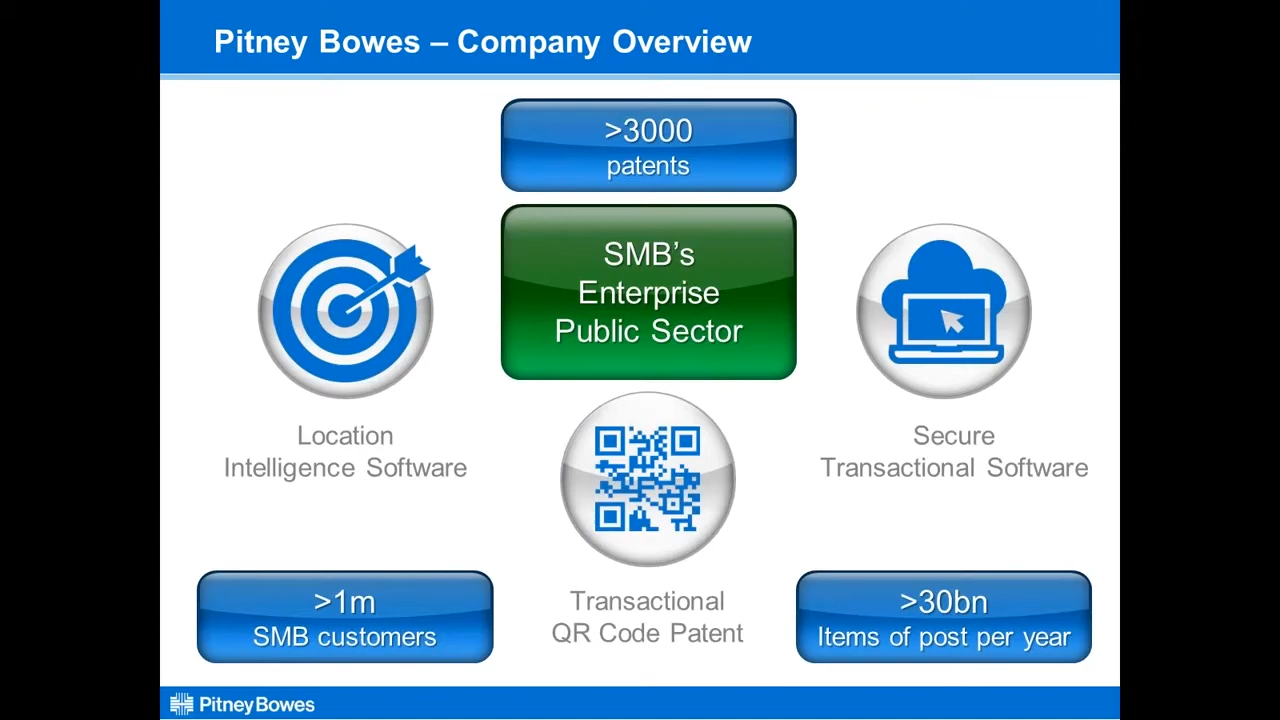 Pitney Bowes – Company Overview
>3000
patents
SMB’s
Enterprise
Public Sector
Location
Intelligence Software
Secure
Transactional Software
Transactional
QR Code Patent
>1m
SMB customers
>30bn
Items of post per year
PitneyBowes